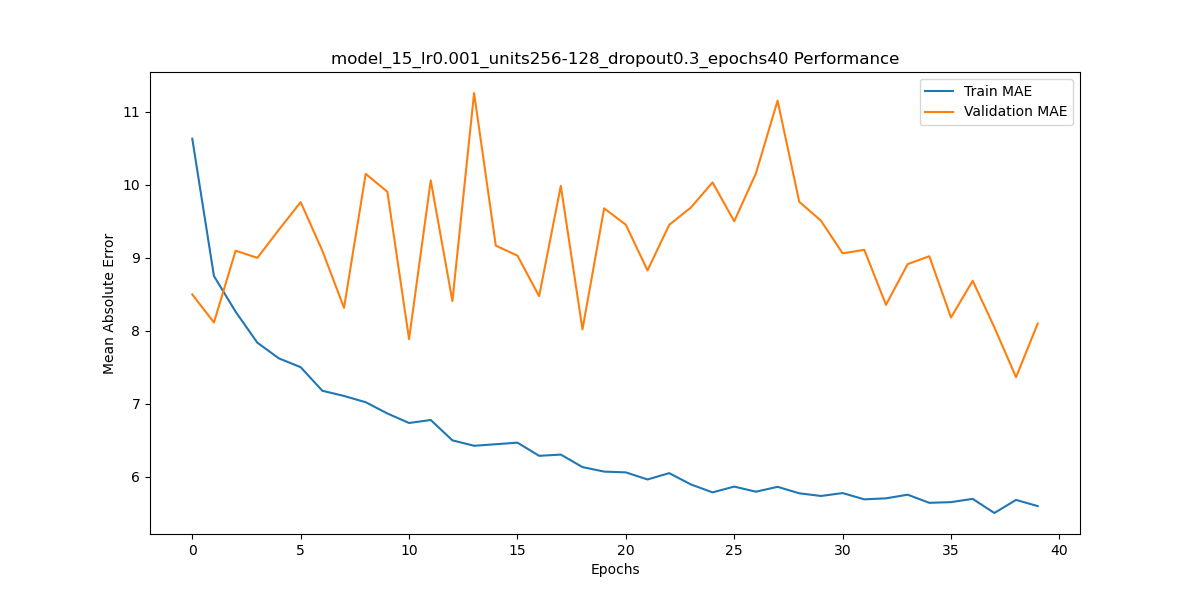 model_15_lr0.001_units256-128_dropout0.3_epochs40 Performance
Train MAE
Validation MAE
11
10
9
8
7
6
Mean Absolute Error
0 5 10 15 20 25 30 35 40
Epochs